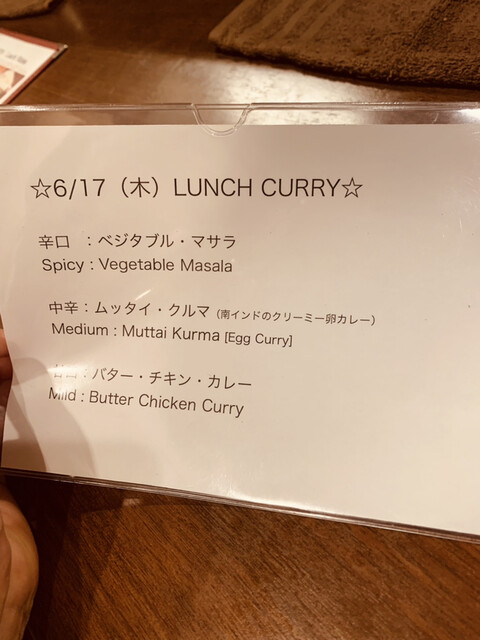 ☆6/17（木）LUNCH CURRY☆
辛口 ：ベジタブル・マサラ
Spicy : Vegetable Masala
中辛：ムッタイ・クルマ（南インドのクリーミー卵カレー）
Medium : Muttai Kurma [Egg Curry]
甘口：バター・チキン・カレー
Mild : Butter Chicken Curry